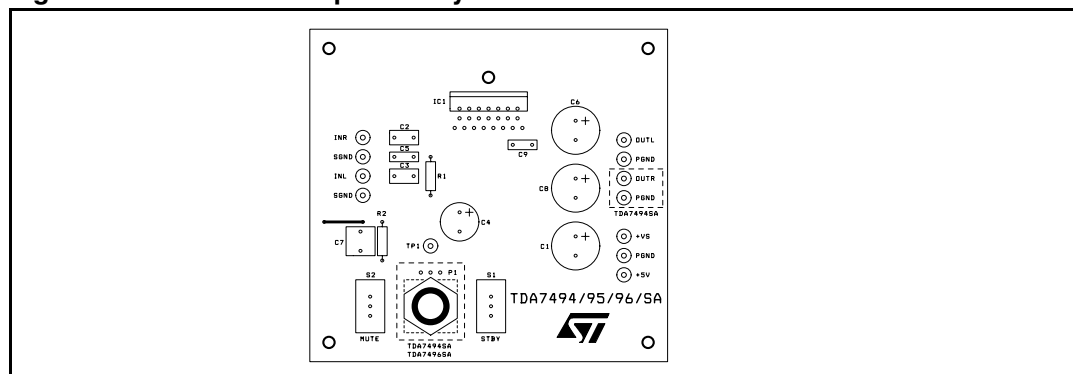 IC1
C6
INR
C2
OUTL
SGND
C5
C9
PGND
INL
C3
R1
OUTR
SGND
C8
PGND
TDA7494SA
R2
C4
C7
TP1
C1
+VS
PGND
+5V
S2
P1
S1
TDA7494/95/96/SA
MUTE
TDA7494SA
TDA7496SA
STBY
ST